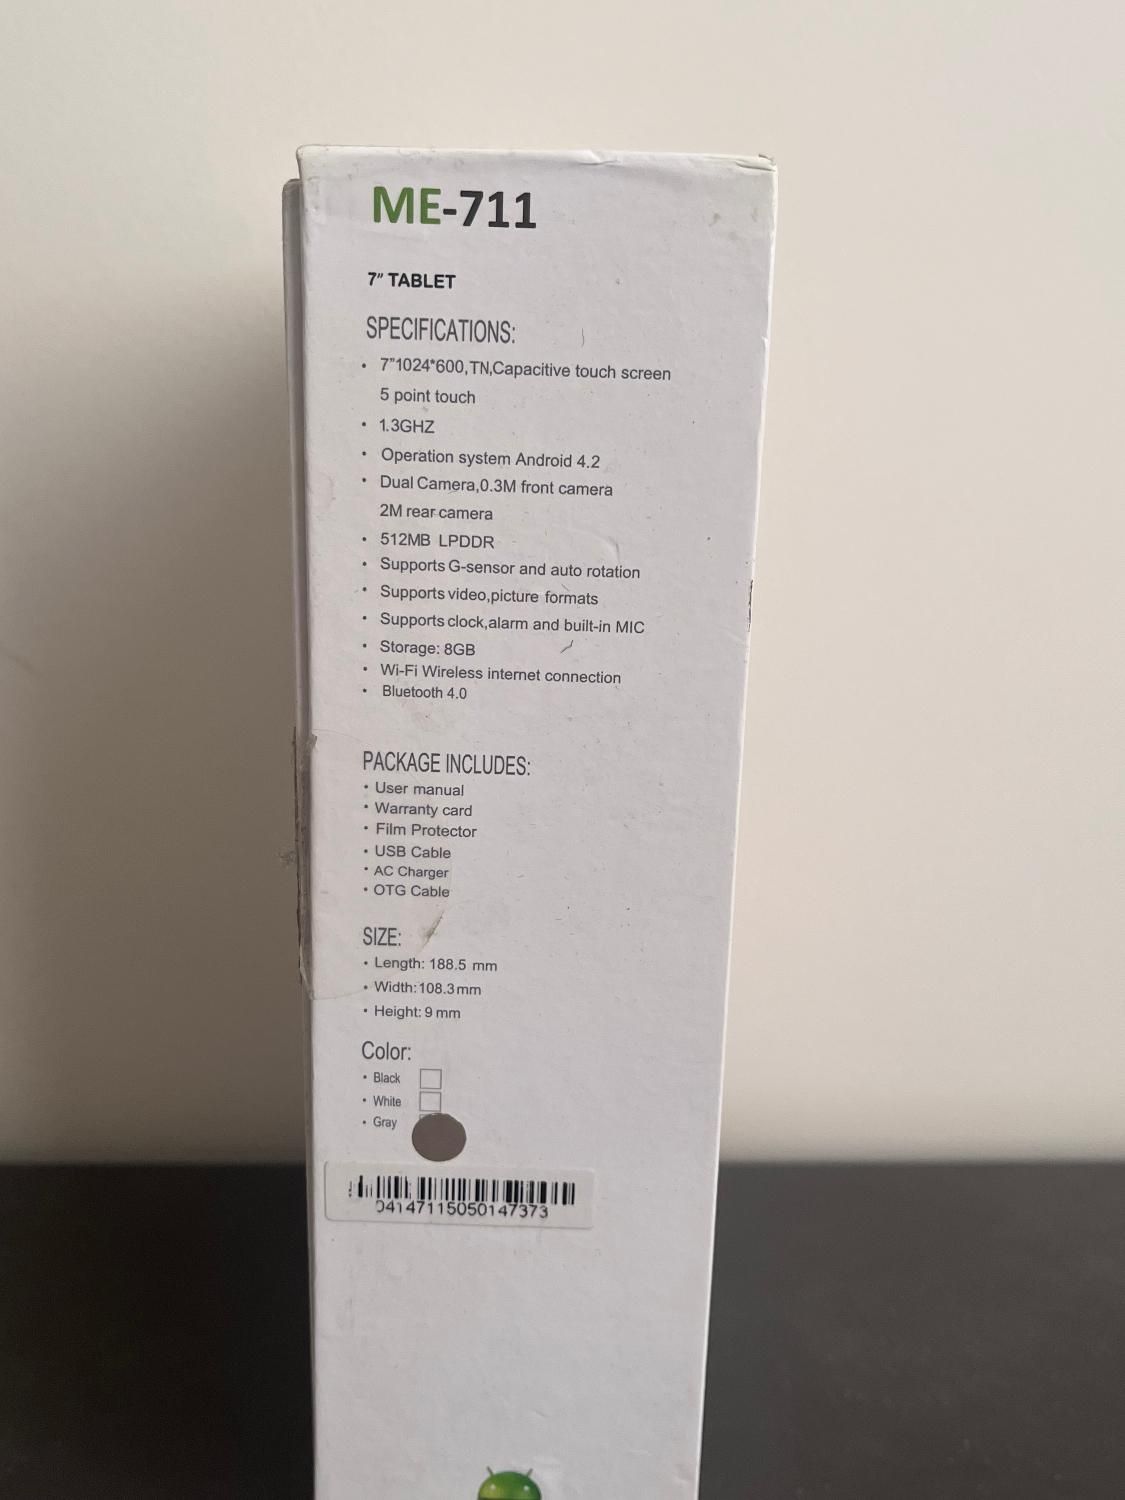 ME-711
7" TABLET
SPECIFICATIONS:
• 7"1024*600,TN,Capacitive touch screen
5 point touch
• 1.3GHZ
• Operation system Android 4.2
• Dual Camera,0.3M front camera
2M rear camera
• 512MB LPDDR
• Supports G-sensor and auto rotation
• Supports video,picture formats
• Supports clock,alarm and built-in MIC
• Storage: 8GB
• Wi-Fi Wireless internet connection
• Bluetooth 4.0
PACKAGE INCLUDES:
• User manual
• Warranty card
• Film Protector
• USB Cable
• AC Charger
• OTG Cable
SIZE:
• Length: 188.5 mm
• Width:108.3mm
• Height: 9 mm
Color:
• Black
• White
• Gray
04147115050147373